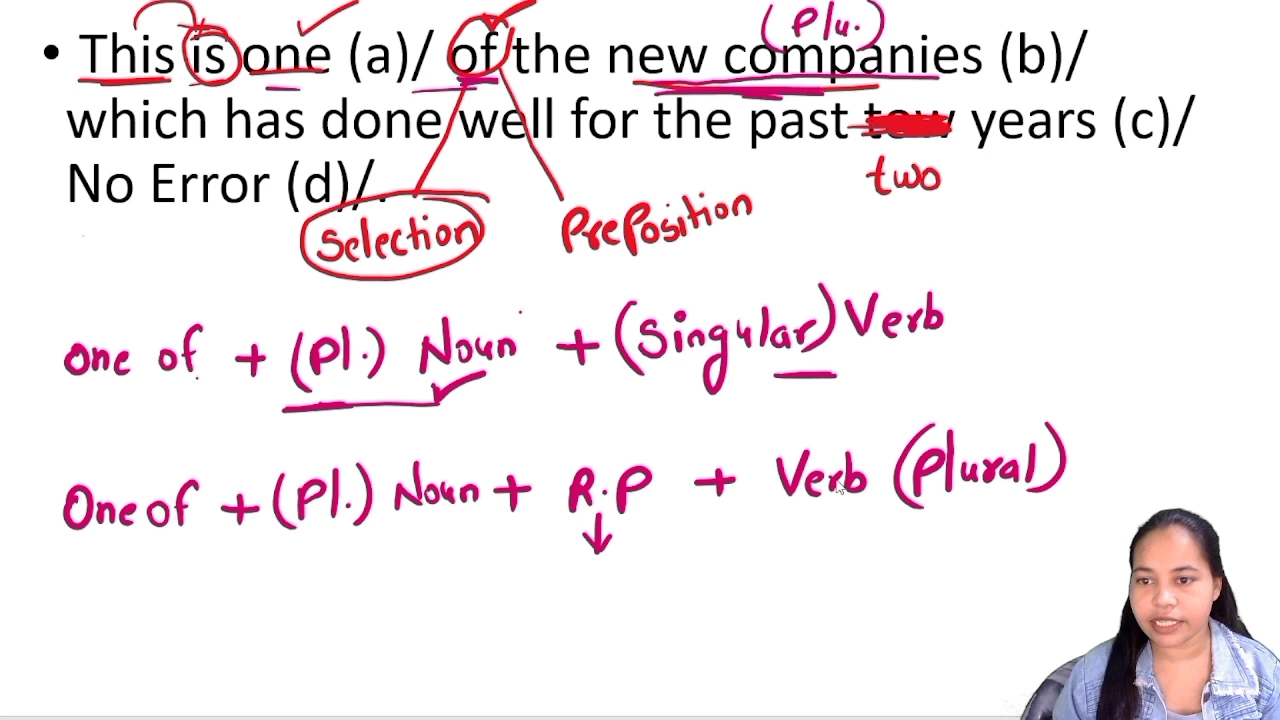 (Plu.)
• This is one (a)/ of the new companies (b)/
which has done well for the past tow years (c)/
two
No Error (d)/.
Selection Preposition
One of + (Pl.) Noun + (Singular) Verb
One of + (Pl.) Noun + R.P + Verb (Plural)